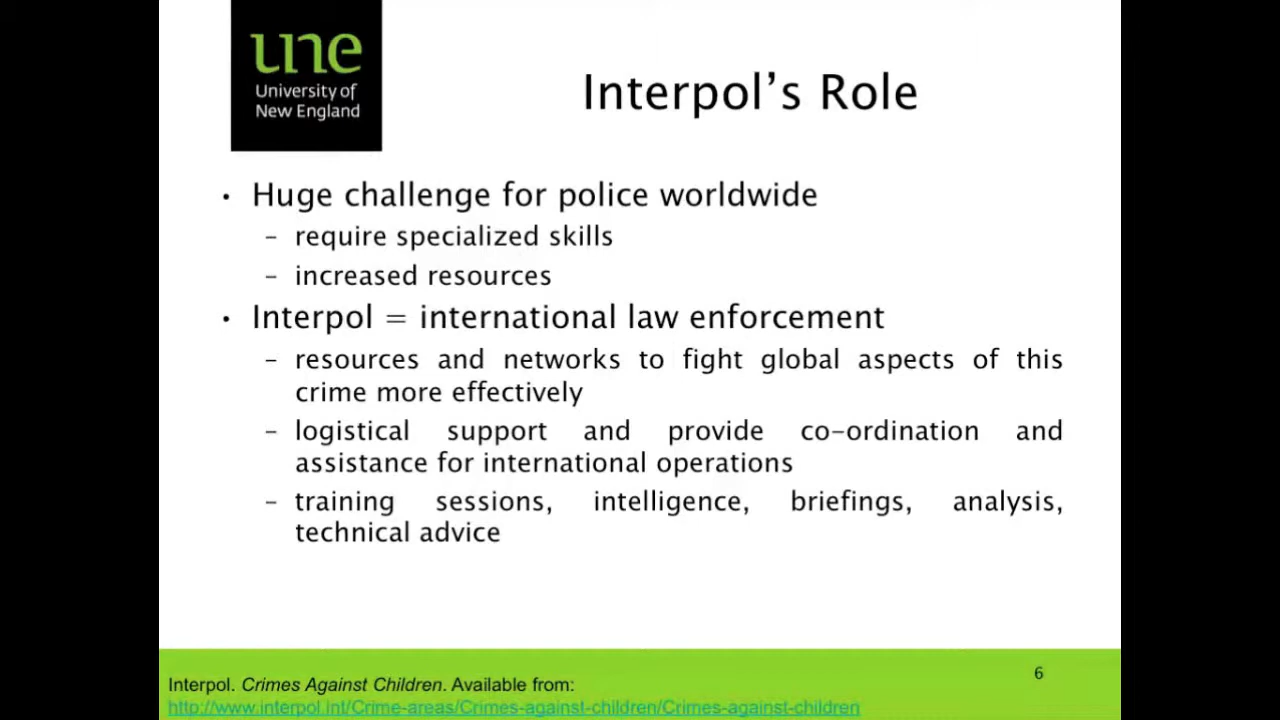 une
University of
New England
Interpol's Role
• Huge challenge for police worldwide
– require specialized skills
– increased resources
• Interpol = international law enforcement
– resources and networks to fight global aspects of this
crime more effectively
– logistical support and provide co-ordination and
assistance for international operations
– training sessions, intelligence, briefings, analysis,
technical advice
6
Interpol. Crimes Against Children. Available from:
http://www.interpol.int/Crime-areas/Crimes-against-children/Crimes-against-children